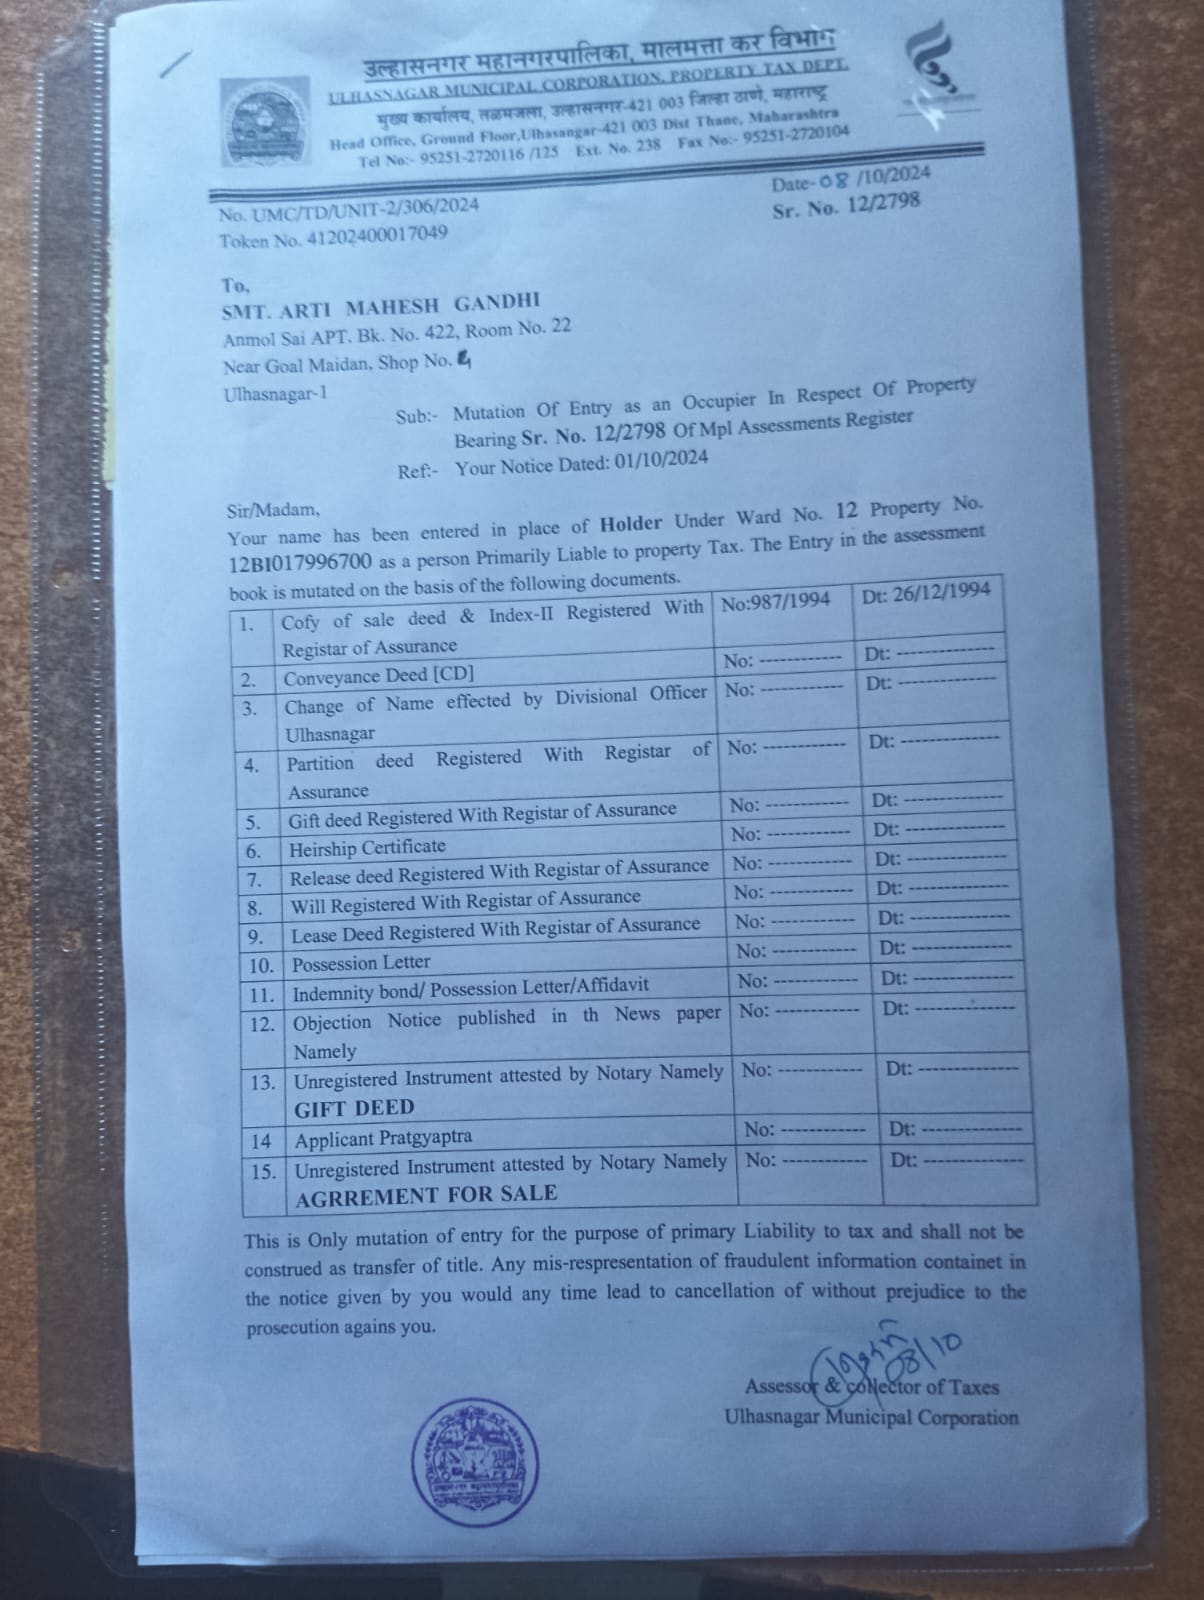 उल्हासनगर महानगरपालिका, मालमत्ता कर विभाग
ULHASNAGAR MUNICIPAL CORPORATION, PROPERTY TAX DEPT.
मुख्य कार्यालय, तळमजला, उल्हासनगर-421 003 जिल्हा ठाणे, महाराष्ट्र
Head Office, Ground Floor,Ulhasangar-421 003 Dist Thane, Maharashtra
Tel No:- 95251-2720116 /125 Ext. No. 238 Fax No:- 95251-2720104
No. UMC/TD/UNIT-2/306/2024 Date-08/10/2024
Token No. 41202400017049 Sr. No. 12/2798
To,
SMT. ARTI MAHESH GANDHI
Anmol Sai APT. Bk. No. 422, Room No. 22
Near Goal Maidan, Shop No. 4
Ulhasnagar-1
Sub:- Mutation Of Entry as an Occupier In Respect Of Property
Bearing Sr. No. 12/2798 Of Mpl Assessments Register
Ref:- Your Notice Dated: 01/10/2024
Sir/Madam,
Your name has been entered in place of Holder Under Ward No. 12 Property No.
12BI017996700 as a person Primarily Liable to property Tax. The Entry in the assessment
book is mutated on the basis of the following documents.
1. Cofy of sale deed & Index-II Registered With No:987/1994 Dt: 26/12/1994
Registar of Assurance
2. Conveyance Deed [CD] No: ------------ Dt: --------------
3. Change of Name effected by Divisional Officer No: ------------ Dt: --------------
Ulhasnagar
4. Partition deed Registered With Registar of No: ------------ Dt: --------------
Assurance
5. Gift deed Registered With Registar of Assurance No: ------------ Dt: --------------
6. Heirship Certificate No: ------------ Dt: --------------
7. Release deed Registered With Registar of Assurance No: ------------ Dt: --------------
8. Will Registered With Registar of Assurance No: ------------ Dt: --------------
9. Lease Deed Registered With Registar of Assurance No: ------------ Dt: --------------
10. Possession Letter No: ------------ Dt: --------------
11. Indemnity bond/ Possession Letter/Affidavit No: ------------ Dt: --------------
12. Objection Notice published in th News paper No: ------------ Dt: --------------
Namely
13. Unregistered Instrument attested by Notary Namely No: ------------ Dt: --------------
GIFT DEED
14 Applicant Pratgyaptra No: ------------ Dt: --------------
15. Unregistered Instrument attested by Notary Namely No: ------------ Dt: --------------
AGRREMENT FOR SALE
This is Only mutation of entry for the purpose of primary Liability to tax and shall not be
construed as transfer of title. Any mis-respresentation of fraudulent information containet in
the notice given by you would any time lead to cancellation of without prejudice to the
prosecution agains you.
08/10
Assessor & collector of Taxes
Ulhasnagar Municipal Corporation